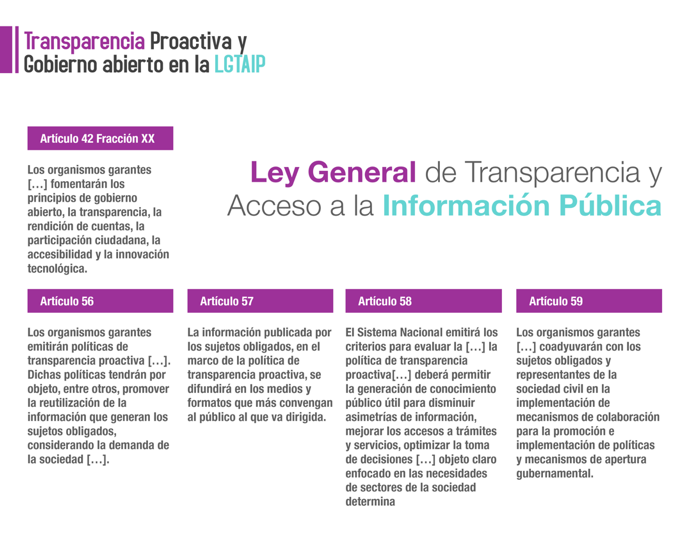 Transparencia Proactiva y
Gobierno abierto en la LGTAIP
Artículo 42 Fracción XX
Los organismos garantes
[…] fomentarán los
principios de gobierno
abierto, la transparencia, la
rendición de cuentas, la
participación ciudadana, la
accesibilidad y la innovación
tecnológica.
Ley General de Transparencia y
Acceso a la Información Pública
Artículo 56
Los organismos garantes
emitirán políticas de
transparencia proactiva […].
Dichas políticas tendrán por
objeto, entre otros, promover
la reutilización de la
información que generan los
sujetos obligados,
considerando la demanda de
la sociedad […].
Artículo 57
La información publicada por
los sujetos obligados, en el
marco de la política de
transparencia proactiva, se
difundirá en los medios y
formatos que más convengan
al público al que va dirigida.
Artículo 58
El Sistema Nacional emitirá los
criterios para evaluar la […] la
política de transparencia
proactiva[…] deberá permitir
la generación de conocimiento
público útil para disminuir
asimetrías de información,
mejorar los accesos a trámites
y servicios, optimizar la toma
de decisiones […] objeto claro
enfocado en las necesidades
de sectores de la sociedad
determina
Artículo 59
Los organismos garantes
[…] coadyuvarán con los
sujetos obligados y
representantes de la
sociedad civil en la
implementación de
mecanismos de colaboración
para la promoción e
implementación de políticas
y mecanismos de apertura
gubernamental.